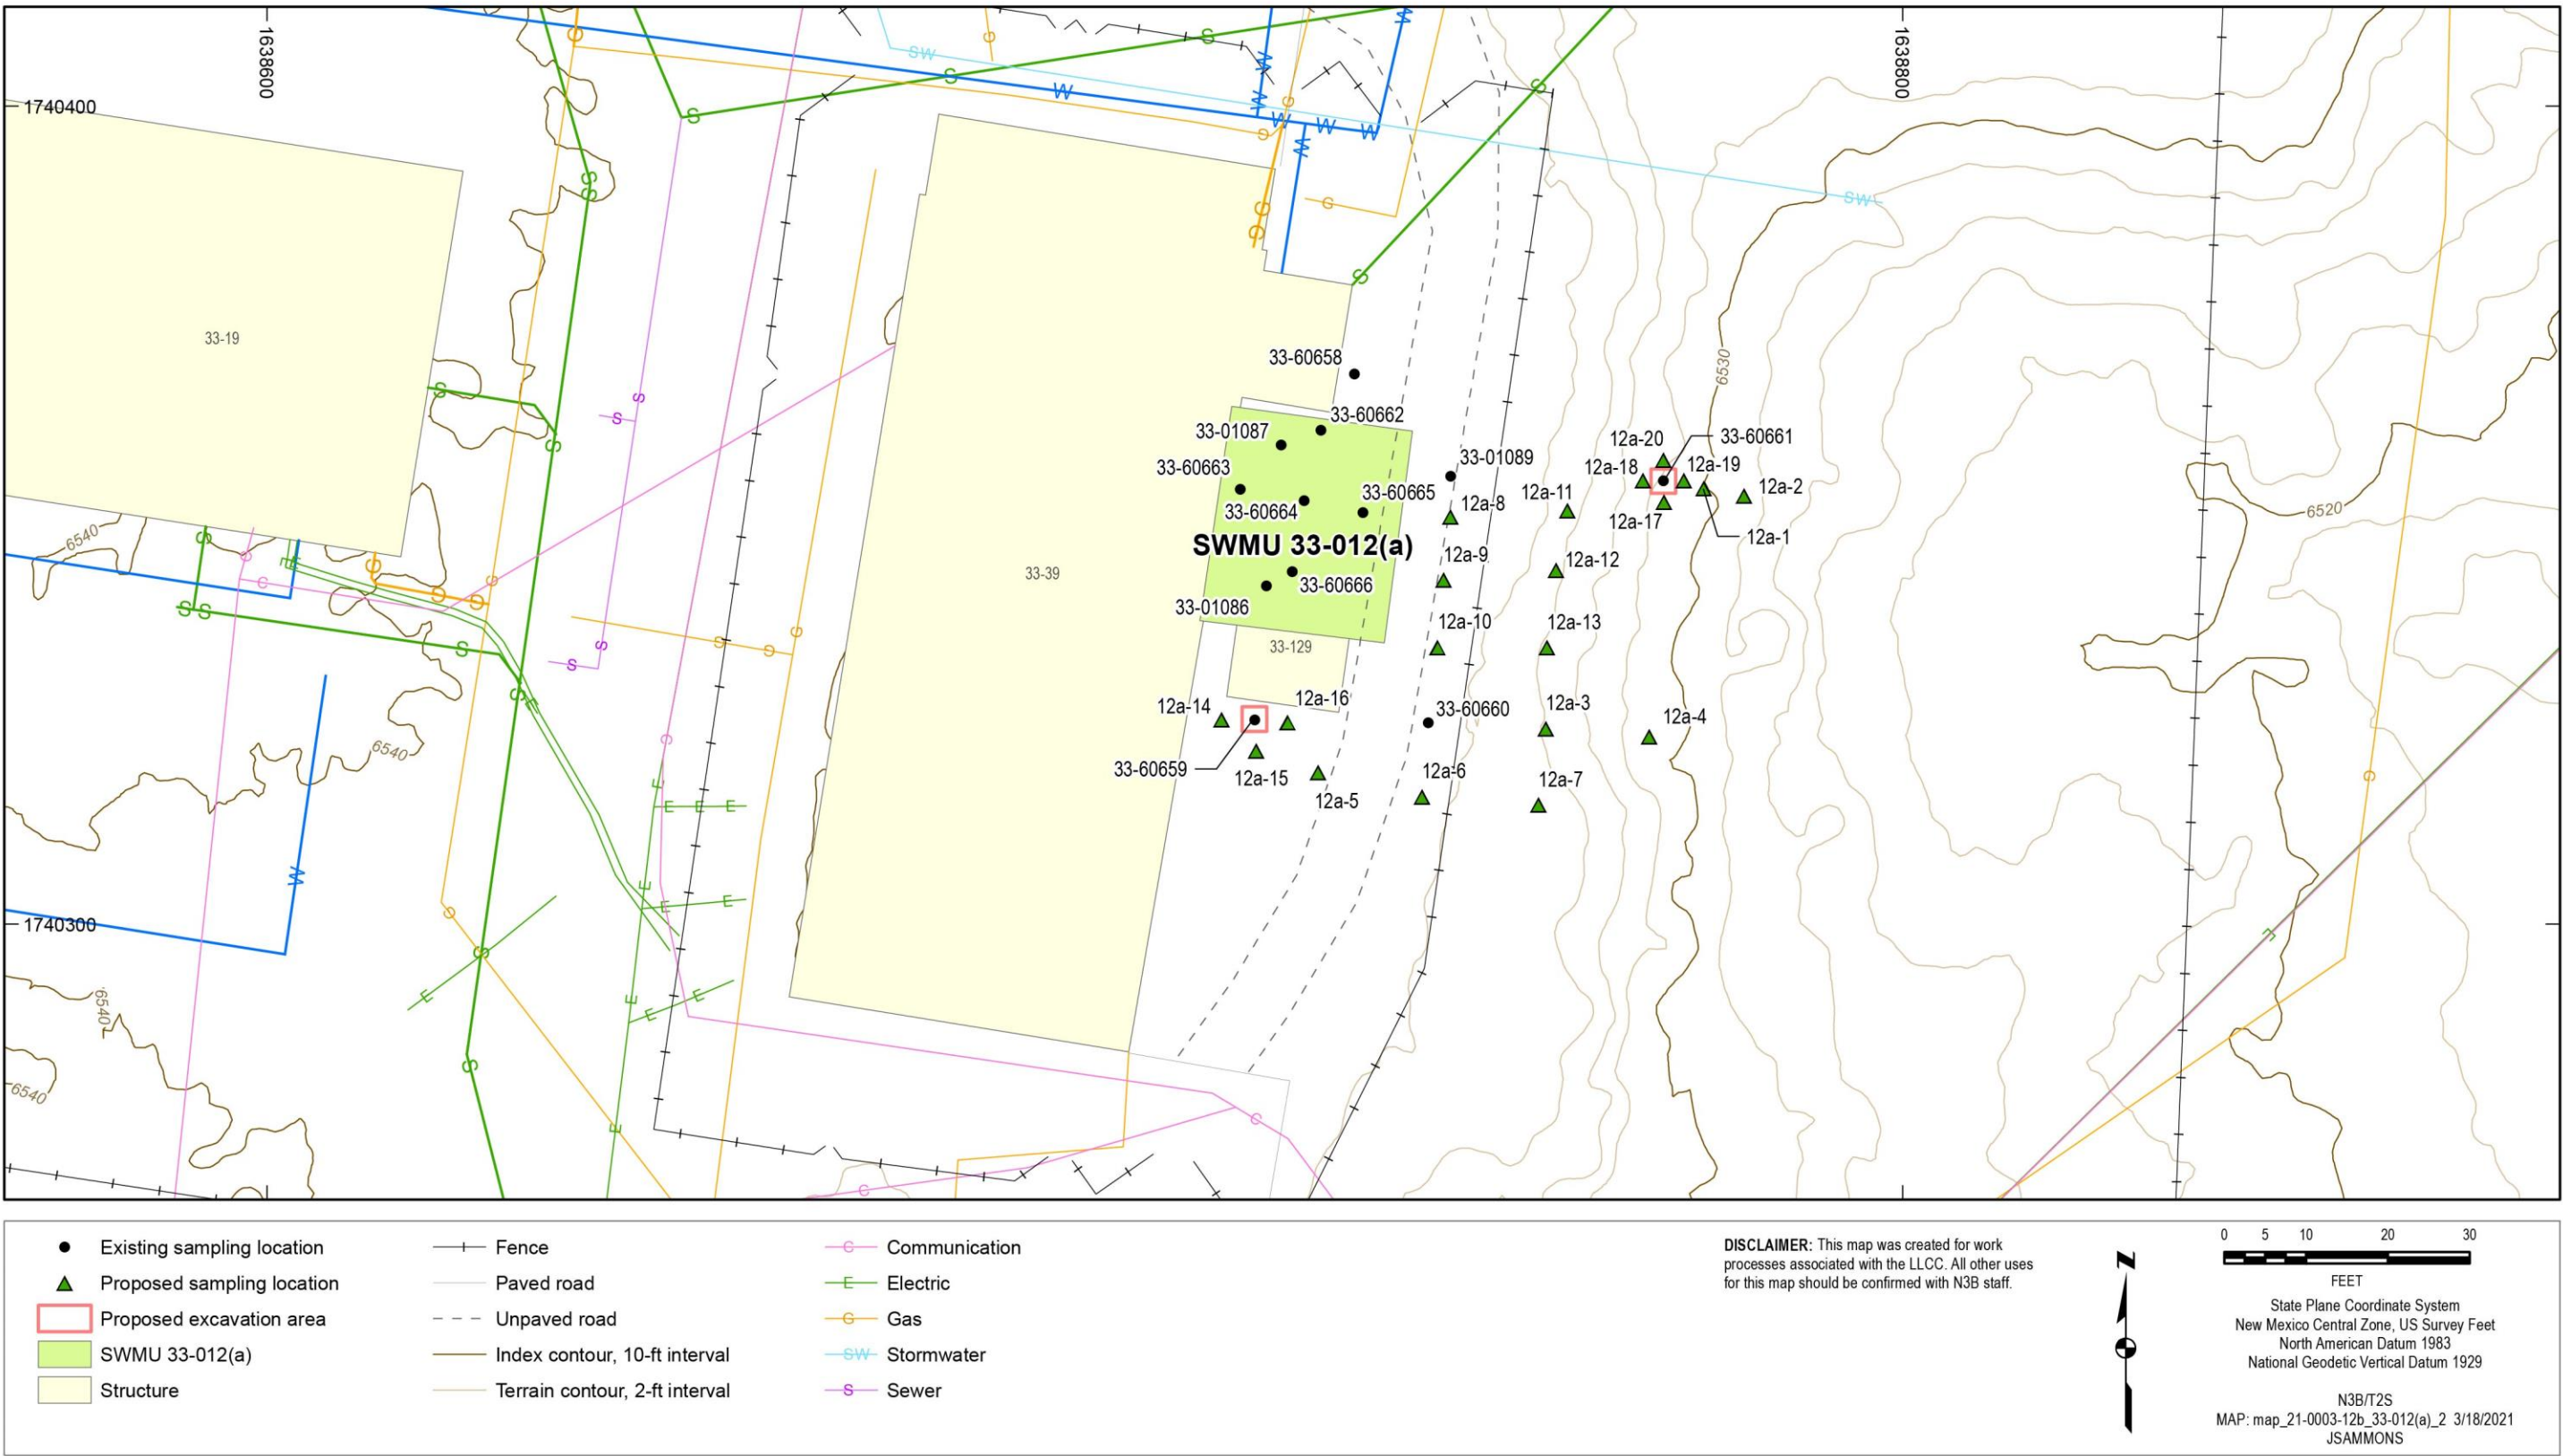 1638600
1638800
1740400
1740300
33-19
33-39
33-129
SWMU 33-012(a)
33-60658
33-60662
33-01087
33-60663
33-60664
33-60665
33-01089
33-60666
33-01086
33-60660
33-60659
33-60661
12a-20
12a-18
12a-19
12a-2
12a-17
12a-1
12a-8
12a-11
12a-9
12a-12
12a-10
12a-13
12a-14
12a-16
12a-3
12a-4
12a-15
12a-5
12a-6
12a-7
6530
6520
6540
6540
6540
6540
SW
SW
Existing sampling location
Proposed sampling location
Proposed excavation area
SWMU 33-012(a)
Structure
Fence
Paved road
Unpaved road
Index contour, 10-ft interval
Terrain contour, 2-ft interval
C Communication
E Electric
G Gas
SW Stormwater
S Sewer
DISCLAIMER: This map was created for work
processes associated with the LLCC. All other uses
for this map should be confirmed with N3B staff.
N
0 5 10 20 30
FEET
State Plane Coordinate System
New Mexico Central Zone, US Survey Feet
North American Datum 1983
National Geodetic Vertical Datum 1929
N3B/T2S
MAP: map_21-0003-12b_33-012(a)_2 3/18/2021
JSAMMONS